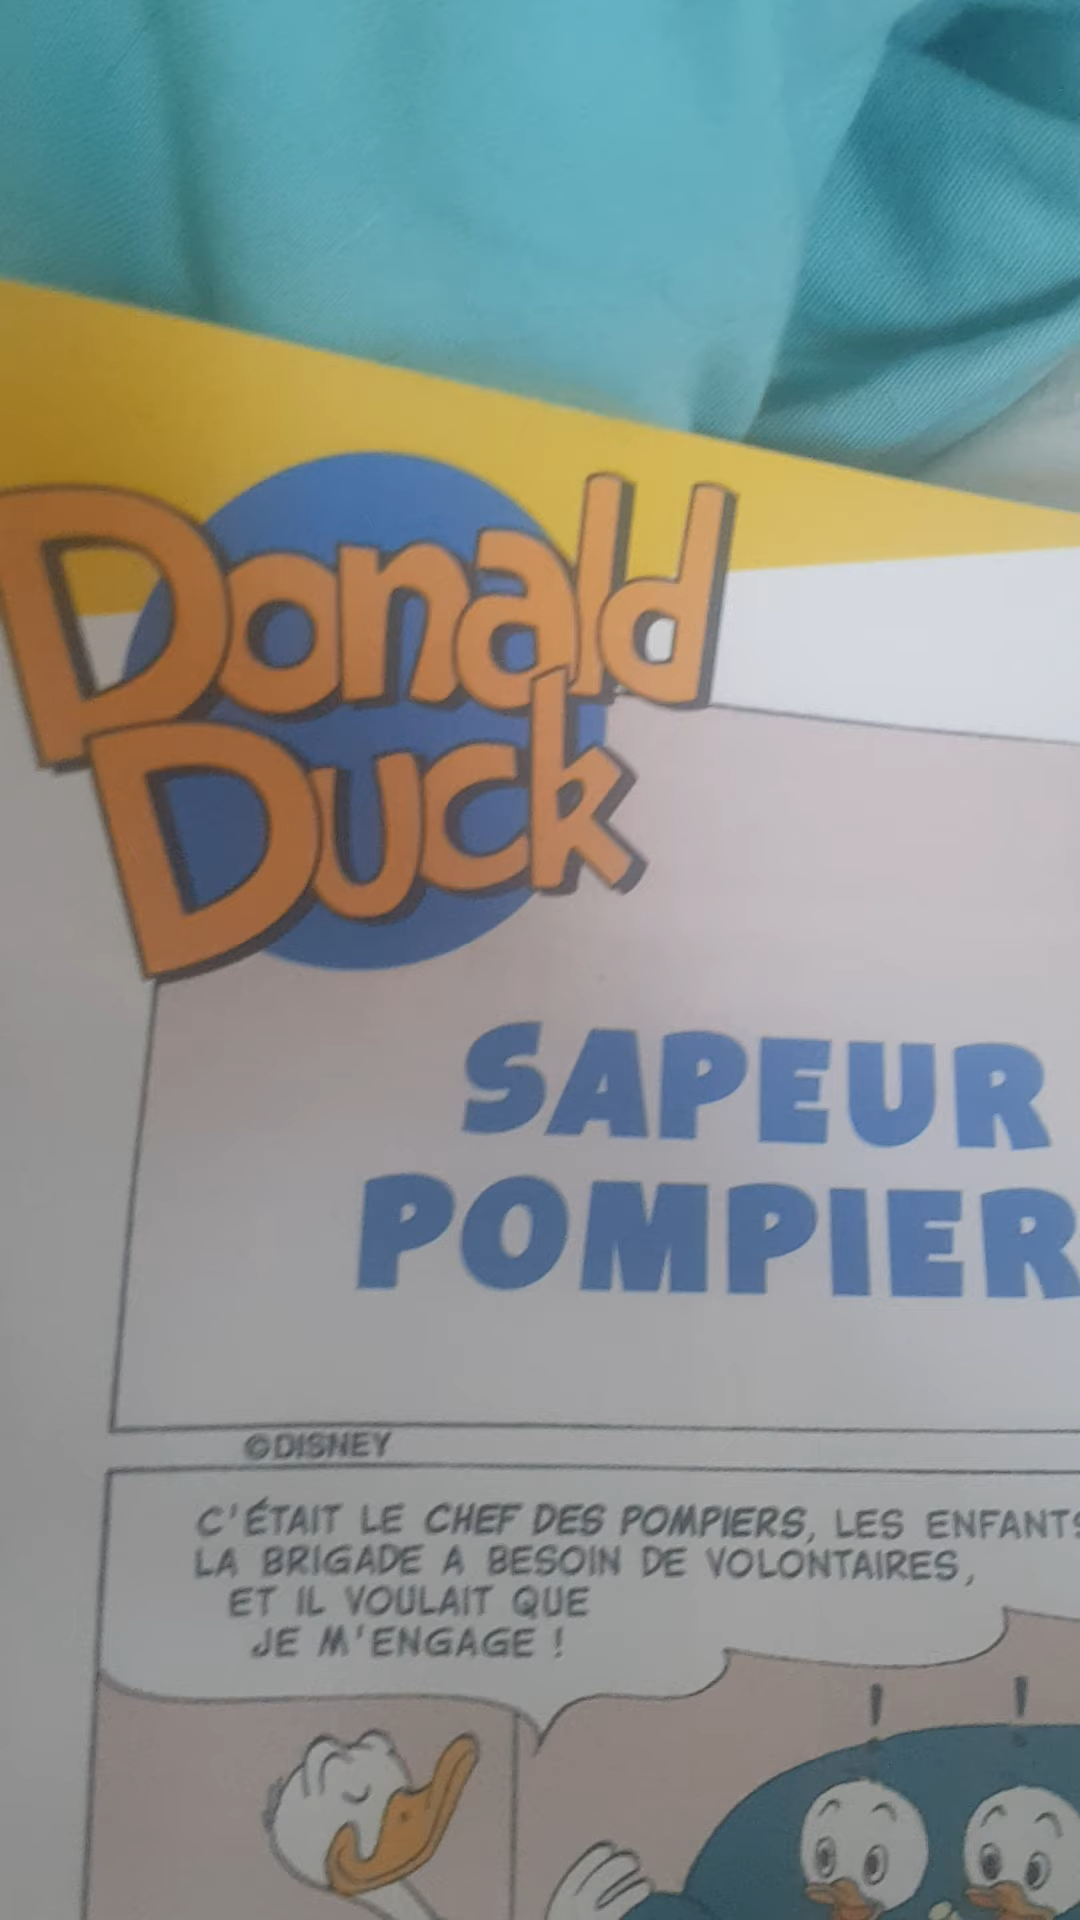 Donald
Duck
SAPEUR
POMPIER
©DISNEY
C'ÉTAIT LE CHEF DES POMPIERS, LES ENFANTS
LA BRIGADE A BESOIN DE VOLONTAIRES,
ET IL VOULAIT QUE
JE M'ENGAGE !
! !